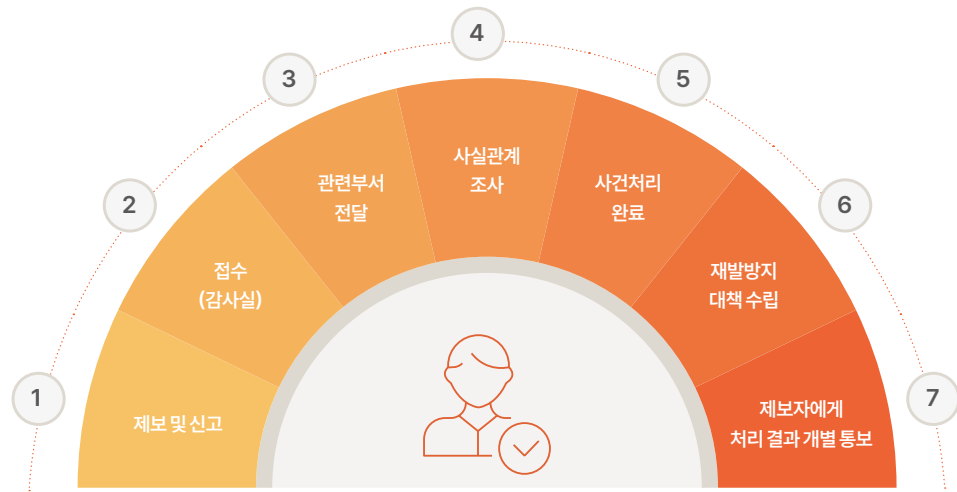 1
제보 및 신고
2
접수
(감사실)
3
관련부서
전달
4
사실관계
조사
5
사건처리
완료
6
재발방지
대책 수립
7
제보자에게
처리 결과 개별 통보